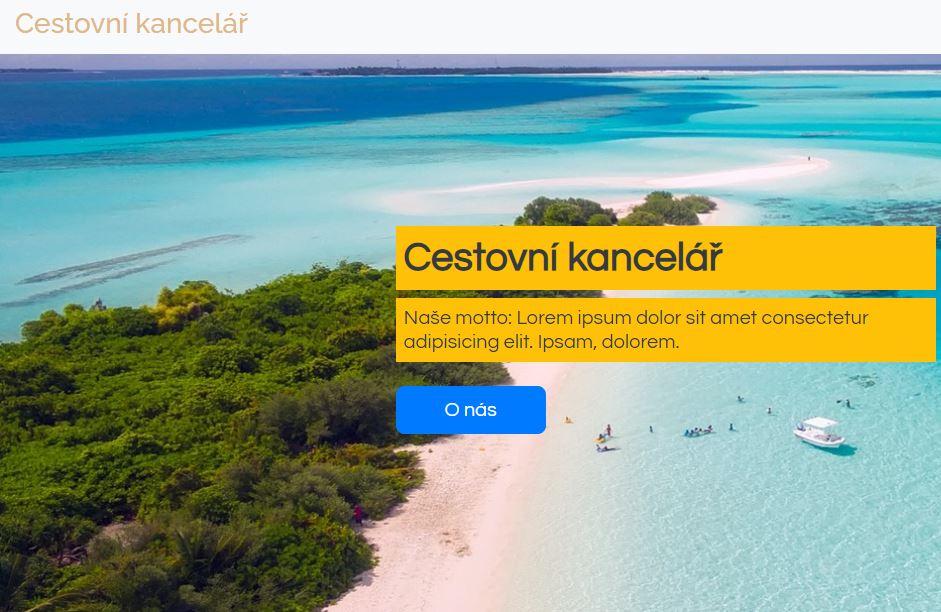 Cestovní kancelář
Cestovní kancelář
Naše motto: Lorem ipsum dolor sit amet consectetur
adipisicing elit. Ipsam, dolorem.
O nás